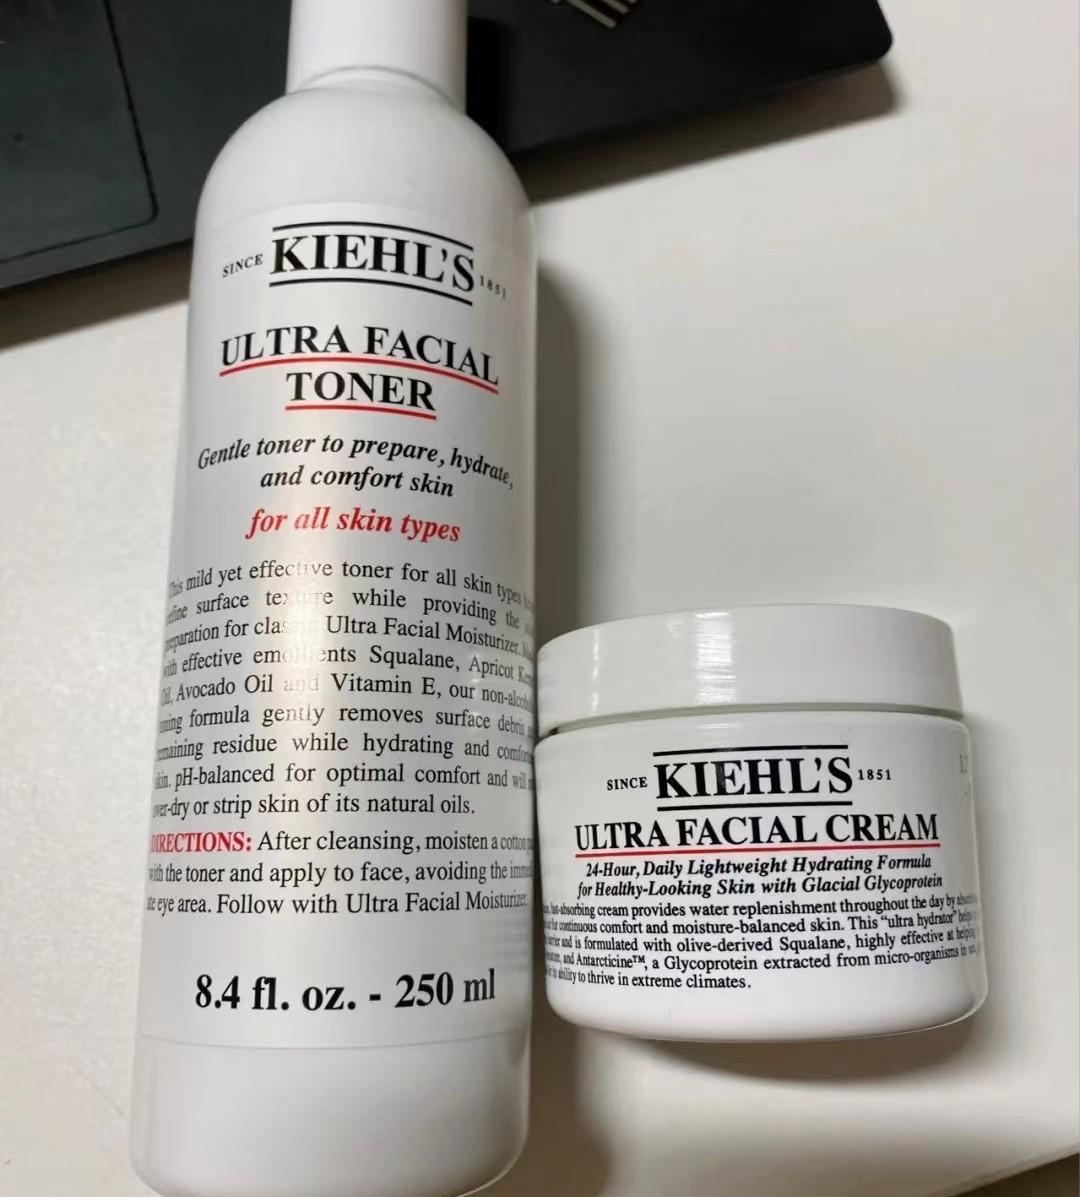 SINCE KIEHL'S 1851
ULTRA FACIAL
TONER
Gentle toner to prepare, hydrate,
and comfort skin
for all skin types
This mild yet effective toner for all skin types
refine surface texture while providing the
preparation for Ultra Facial Moisturizer.
with effective emollients Squalane, Apricot
Oil, Avocado Oil and Vitamin E, our
toning formula gently removes surface debris
remaining residue while hydrating and
skin. pH-balanced for optimal comfort and will
over-dry or strip skin of its natural oils.
DIRECTIONS: After cleansing, moisten a cotton
with the toner and apply to face, avoiding the
eye area. Follow with Ultra Facial Moisturizer.
8.4 fl. oz. - 250 ml
SINCE KIEHL'S 1851
ULTRA FACIAL CREAM
24-Hour, Daily Lightweight Hydrating Formula
for Healthy-Looking Skin with Glacial Glycoprotein
cream provides water replenishment throughout the day by
continuous comfort and moisture-balanced skin. This "ultra hydrator"
and is formulated with olive-derived Squalane, highly effective at
and Antarcticine™, a Glycoprotein extracted from micro-organisms in
ability to thrive in extreme climates.